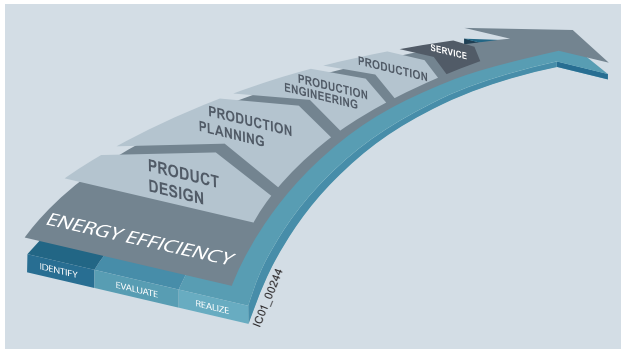 SERVICE
PRODUCTION
PRODUCTION
ENGINEERING
PRODUCTION
PLANNING
PRODUCT
DESIGN
ENERGY EFFICIENCY
IDENTIFY
EVALUATE
REALIZE
IC01_00244